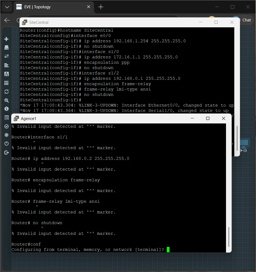 EVE | Topology
Chat
SiteCentral
Router(config)#hostname SiteCentral
SiteCentral(config)#interface e0/0
SiteCentral(config-if)# ip address 192.168.1.254 255.255.255.0
SiteCentral(config-if)# no shutdown
SiteCentral(config-if)#interface s1/0
SiteCentral(config-if)# ip address 172.16.1.1 255.255.255.0
SiteCentral(config-if)# encapsulation ppp
SiteCentral(config-if)# no shutdown
SiteCentral(config-if)#interface s1/1
SiteCentral(config-if)# ip address 192.168.0.1 255.255.255.0
SiteCentral(config-if)# encapsulation frame-relay
SiteCentral(config-if)# frame-relay lmi-type ansi
SiteCentral(config-if)# no shutdown
SiteCentral(config-if)#
Agence1
% Invalid input detected at '^' marker.
Router#interface s1/1
^
% Invalid input detected at '^' marker.
Router# ip address 192.168.0.2 255.255.255.0
^
% Invalid input detected at '^' marker.
Router# encapsulation frame-relay
^
% Invalid input detected at '^' marker.
Router# frame-relay lmi-type ansi
^
% Invalid input detected at '^' marker.
Router# no shutdown
^
% Invalid input detected at '^' marker.
Router#conf
Configuring from terminal, memory, or network [terminal]?